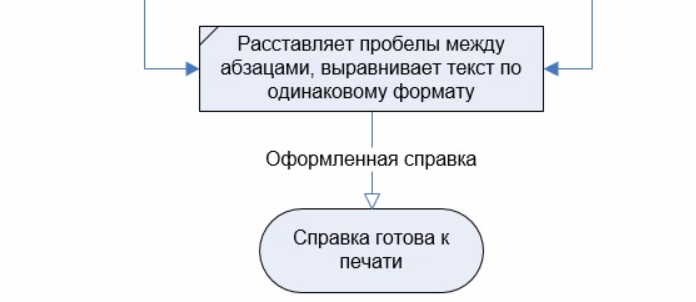 Расставляет пробелы между
абзацами, выравнивает текст по
одинаковому формату
Оформленная справка
Справка готова к
печати